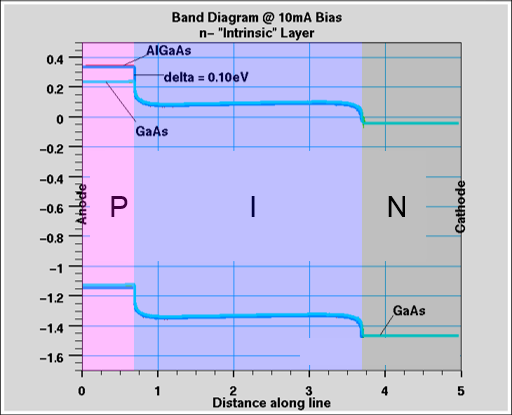 Band Diagram @ 10mA Bias
n- "Intrinsic" Layer
AlGaAs
delta = 0.10eV
GaAs
0.4
0.2
0
-0.2
-0.4
-0.6
-0.8
-1
-1.2
-1.4
-1.6
Anode
P
I
N
Cathode
GaAs
0 1 2 3 4 5
Distance along line